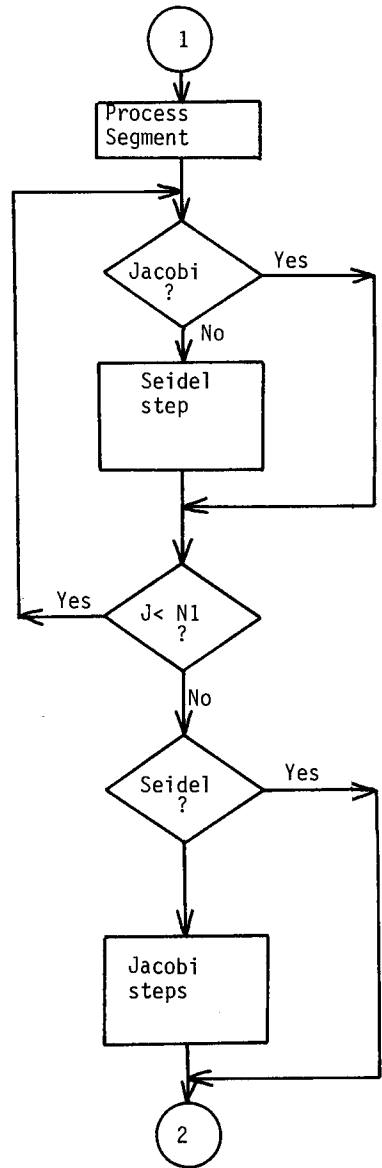 1
Process
Segment
Jacobi
?
Yes
No
Seidel
step
J< N1
?
Yes
No
Seidel
?
Yes
Jacobi
steps
2